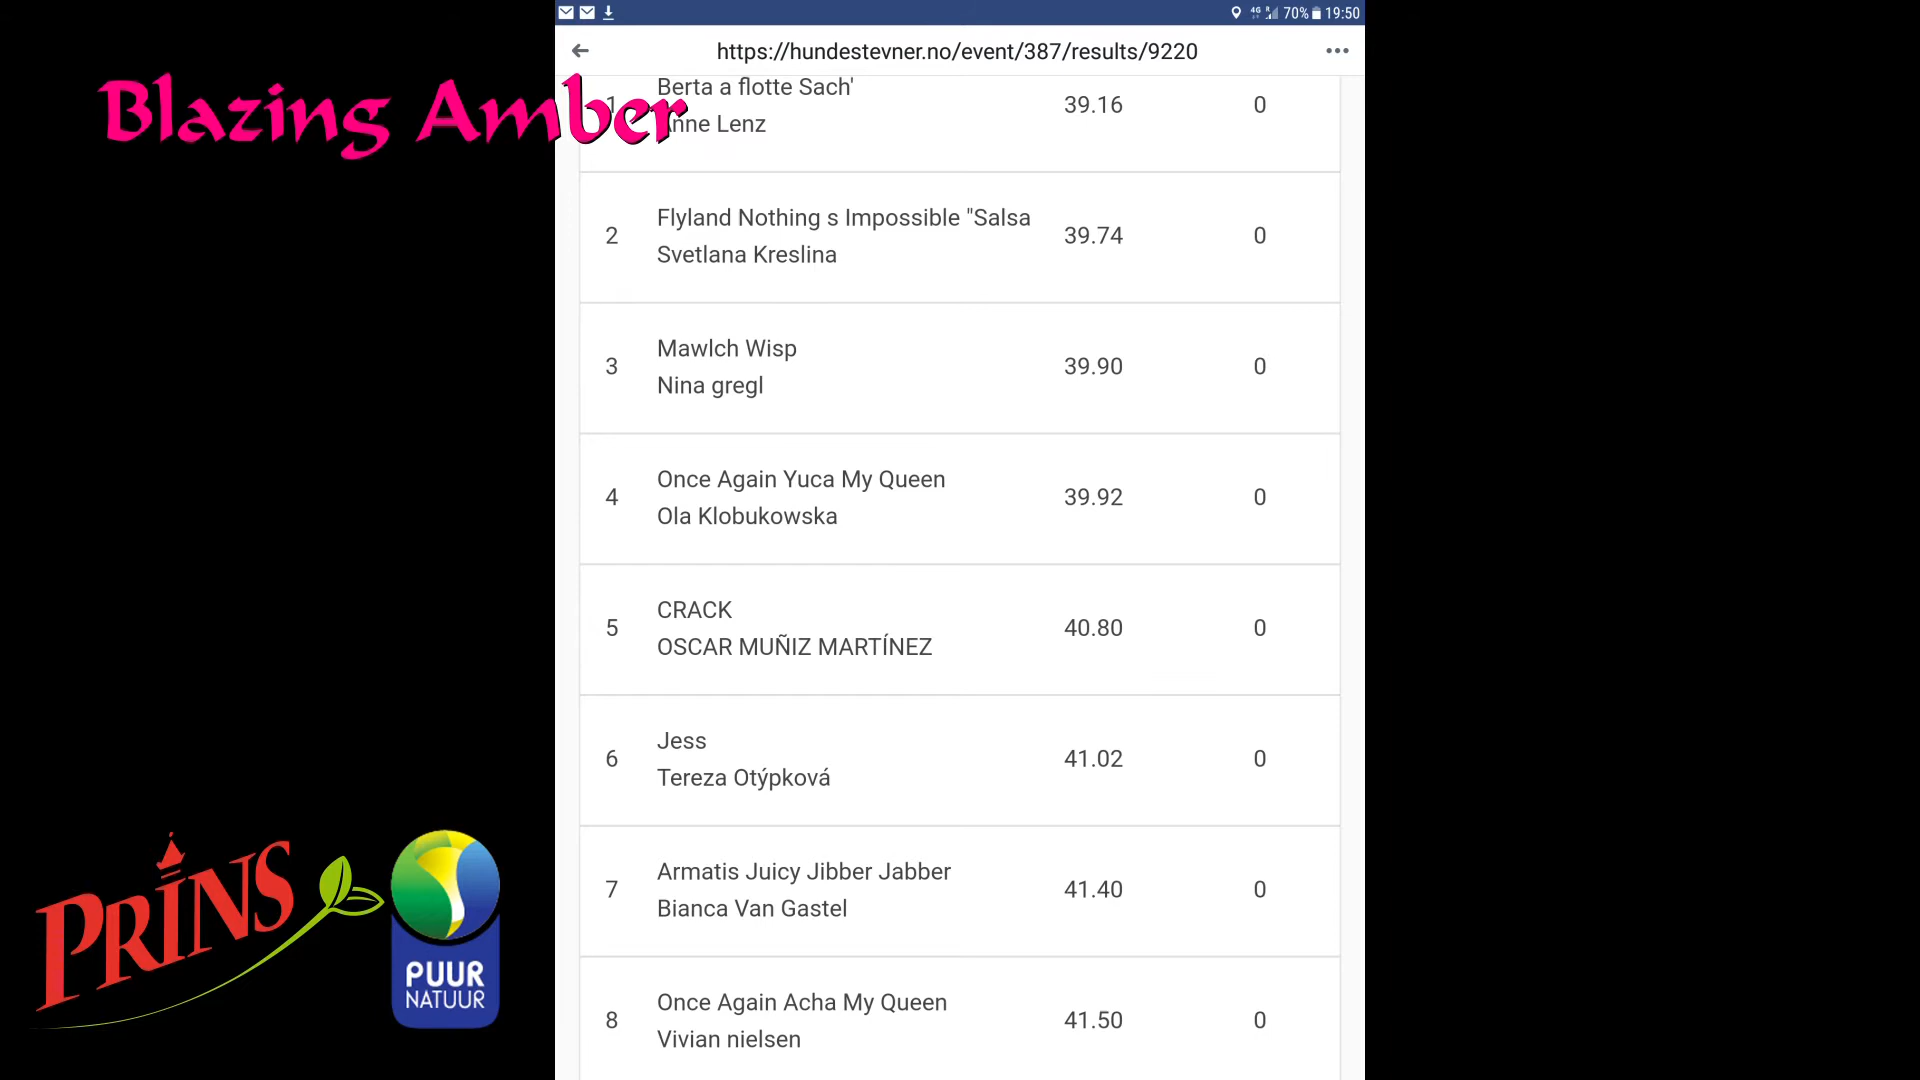 4G R 70% 19:50
https://hundestevner.no/event/387/results/9220
Blazing Amber
1 Berta a flotte Sach' 39.16 0
Anne Lenz
2 Flyland Nothing s Impossible "Salsa 39.74 0
Svetlana Kreslina
3 Mawlch Wisp 39.90 0
Nina gregl
4 Once Again Yuca My Queen 39.92 0
Ola Klobukowska
5 CRACK 40.80 0
OSCAR MUÑIZ MARTÍNEZ
6 Jess 41.02 0
Tereza Otýpková
7 Armatis Juicy Jibber Jabber 41.40 0
Bianca Van Gastel
8 Once Again Acha My Queen 41.50 0
Vivian nielsen
PRINS
PUUR
NATUUR